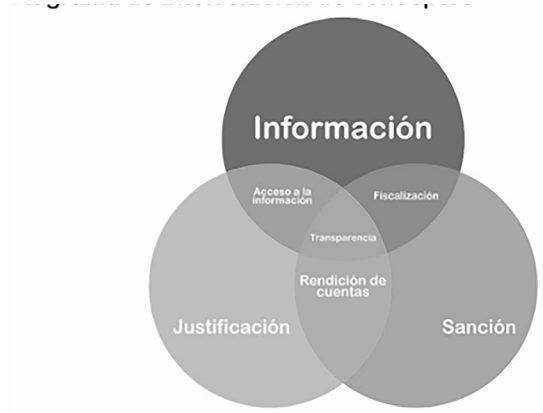 Información
Acceso a la
información
Fiscalización
Transparencia
Rendición de
cuentas
Justificación
Sanción